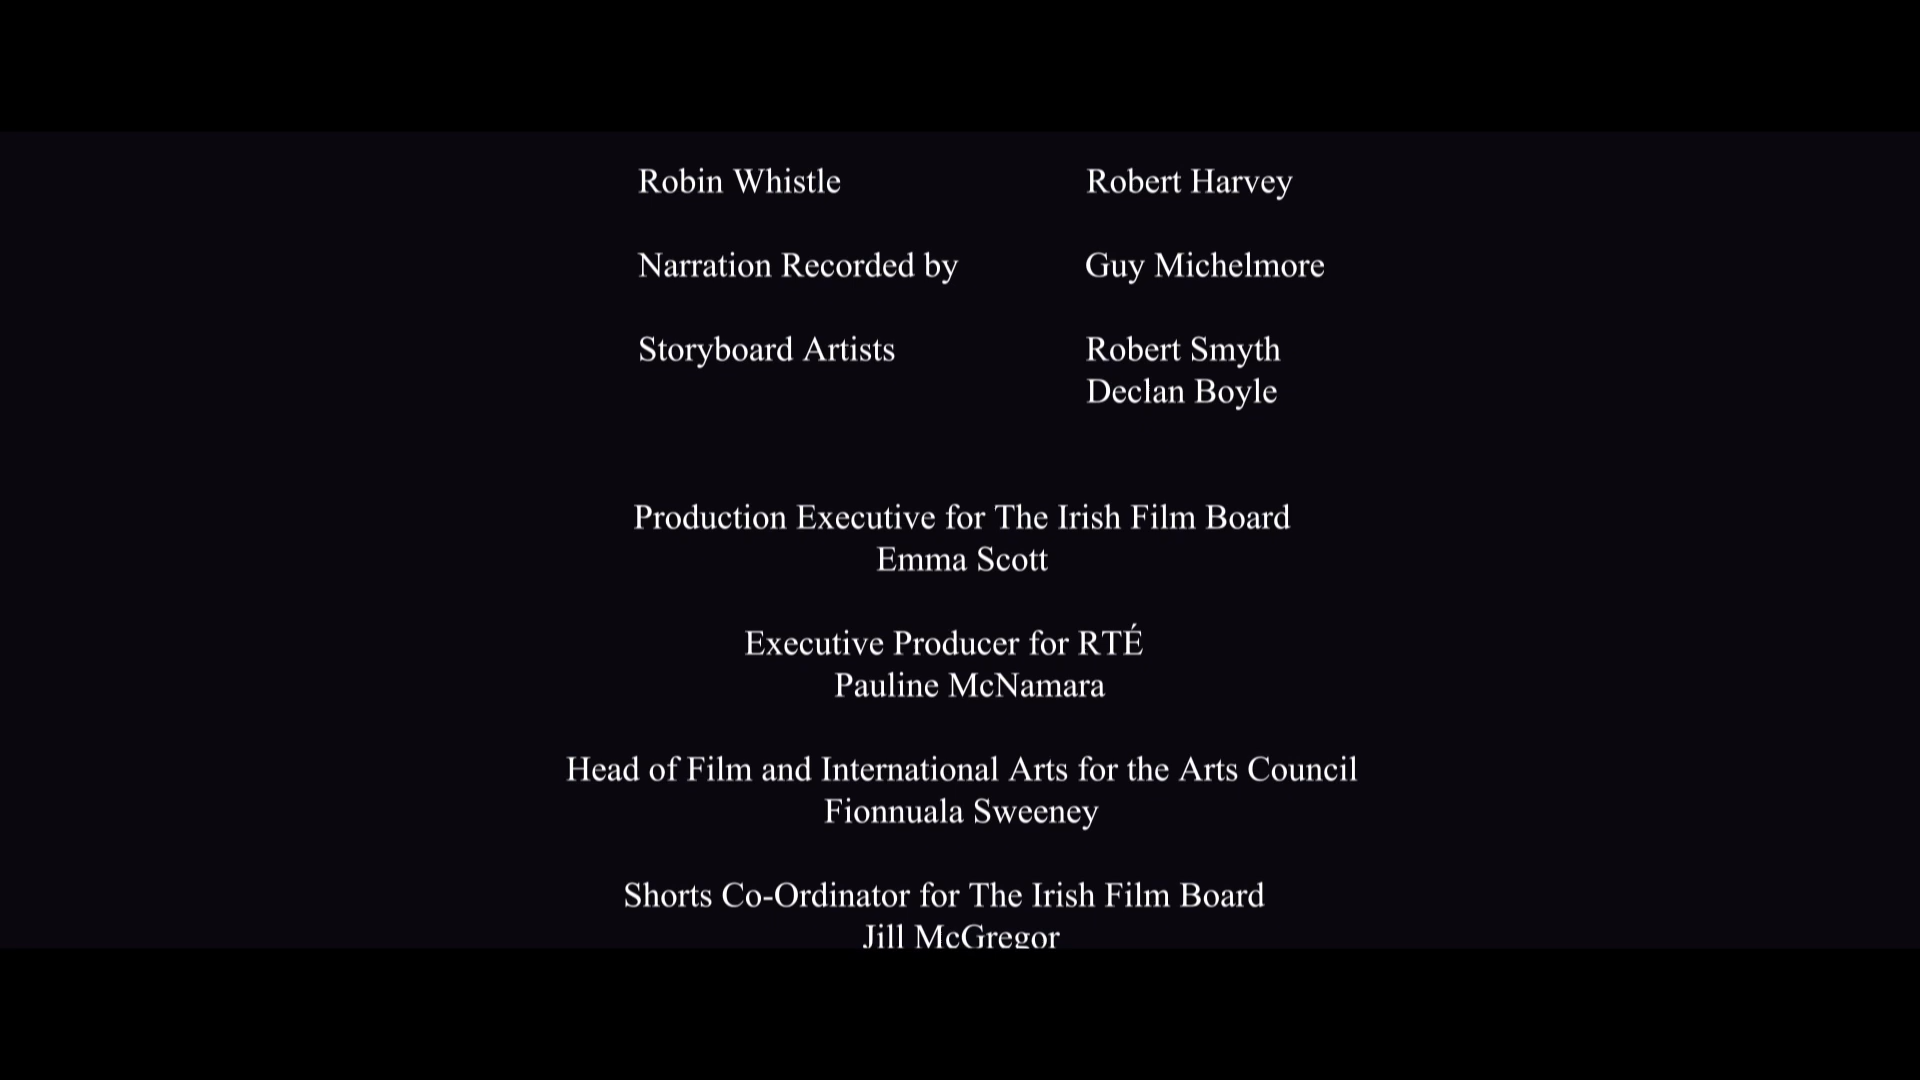 Robin Whistle Robert Harvey
Narration Recorded by Guy Michelmore
Storyboard Artists Robert Smyth
Declan Boyle
Production Executive for The Irish Film Board
Emma Scott
Executive Producer for RTÉ
Pauline McNamara
Head of Film and International Arts for the Arts Council
Fionnuala Sweeney
Shorts Co-Ordinator for The Irish Film Board
Jill McGregor